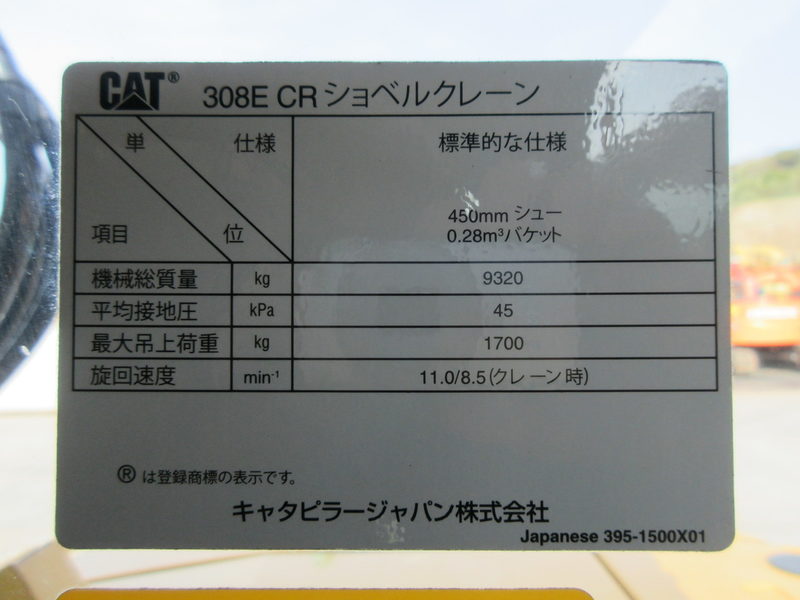 CAT® 308E CR ショベルクレーン
単 仕様 標準的な仕様
450mm シュー
項目 位 0.28m³バケット
機械総質量 kg 9320
平均接地圧 kPa 45
最大吊上荷重 kg 1700
旋回速度 min⁻¹ 11.0/8.5(クレーン時)
® は登録商標の表示です。
キャタピラージャパン株式会社
Japanese 395-1500X01